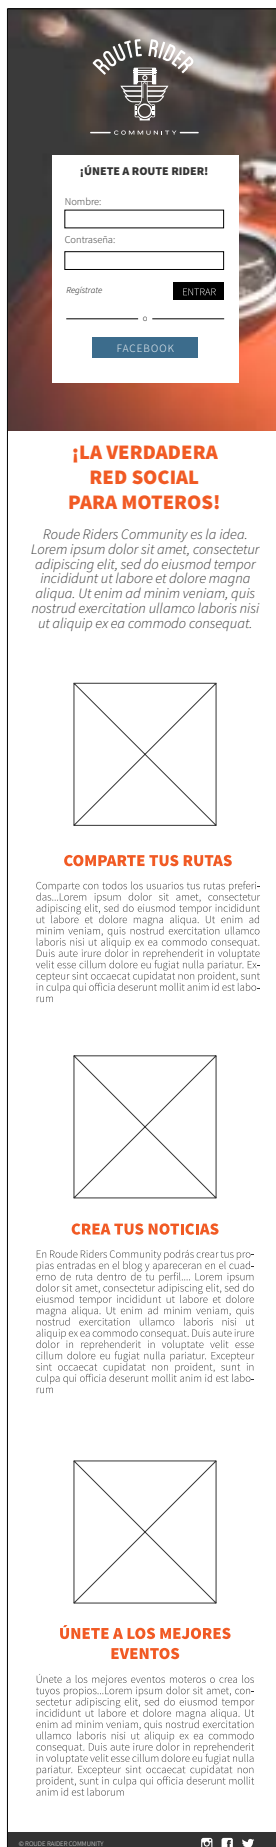 ROUTE RIDER
COMMUNITY
¡ÚNETE A ROUTE RIDER!
Nombre:
Contraseña:
Registrate
ENTRAR
o
FACEBOOK
¡LA VERDADERA
RED SOCIAL
PARA MOTEROS!
Roude Riders Community es la idea.
Lorem ipsum dolor sit amet, consectetur
adipiscing elit, sed do eiusmod tempor
incididunt ut labore et dolore magna
aliqua. Ut enim ad minim veniam, quis
nostrud exercitation ullamco laboris nisi
ut aliquip ex ea commodo consequat.
COMPARTE TUS RUTAS
Comparte con todos los usuarios tus rutas preferi-
das...Lorem ipsum dolor sit amet, consectetur
adipiscing elit, sed do eiusmod tempor incididunt
ut labore et dolore magna aliqua. Ut enim ad
minim veniam, quis nostrud exercitation ullamco
laboris nisi ut aliquip ex ea commodo consequat.
Duis aute irure dolor in reprehenderit in voluptate
velit esse cillum dolore eu fugiat nulla pariatur. Ex-
cepteur sint occaecat cupidatat non proident, sunt
in culpa qui officia deserunt mollit anim id est labo-
rum
CREA TUS NOTICIAS
En Roude Riders Community podrás crear tus pro-
pias entradas en el blog y apareceran en el cuad-
erno de ruta dentro de tu perfil.... Lorem ipsum
dolor sit amet, consectetur adipiscing elit, sed do
eiusmod tempor incididunt ut labore et dolore
magna aliqua. Ut enim ad minim veniam, quis
nostrud exercitation ullamco laboris nisi ut
aliquip ex ea commodo consequat. Duis aute irure
dolor in reprehenderit in voluptate velit esse
cillum dolore eu fugiat nulla pariatur. Excepteur
sint occaecat cupidatat non proident, sunt in
culpa qui officia deserunt mollit anim id est labo-
rum
ÚNETE A LOS MEJORES
EVENTOS
Únete a los mejores eventos moteros o crea los
tuyos propios...Lorem ipsum dolor sit amet, con-
sectetur adipiscing elit, sed do eiusmod tempor
incididunt ut labore et dolore magna aliqua. Ut
enim ad minim veniam, quis nostrud exercitation
ullamco laboris nisi ut aliquip ex ea commodo
consequat. Duis aute irure dolor in reprehenderit
in voluptate velit esse cillum dolore eu fugiat nulla
pariatur. Excepteur sint occaecat cupidatat non
proident, sunt in culpa qui officia deserunt mollit
anim id est laborum
© ROUDE RAIDER COMMUNITY